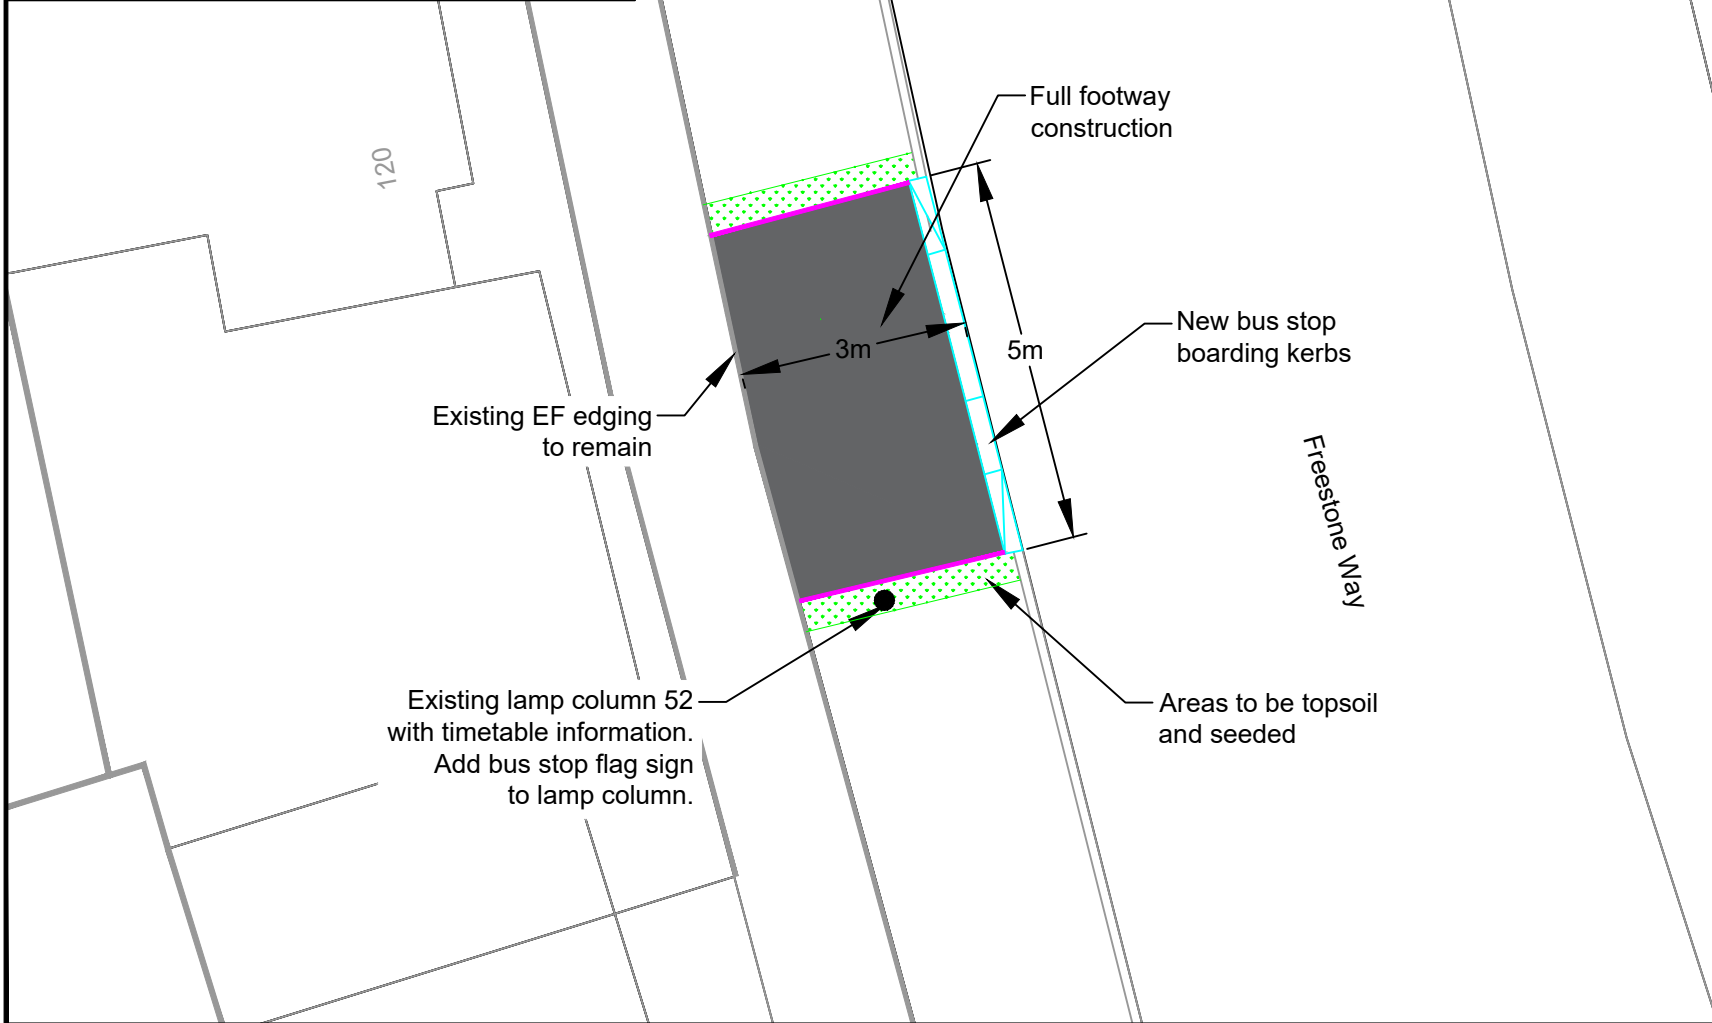 Full footway
construction
120
New bus stop
boarding kerbs
3m
5m
Existing EF edging
to remain
Freestone Way
Existing lamp column 52
with timetable information.
Add bus stop flag sign
to lamp column.
Areas to be topsoil
and seeded